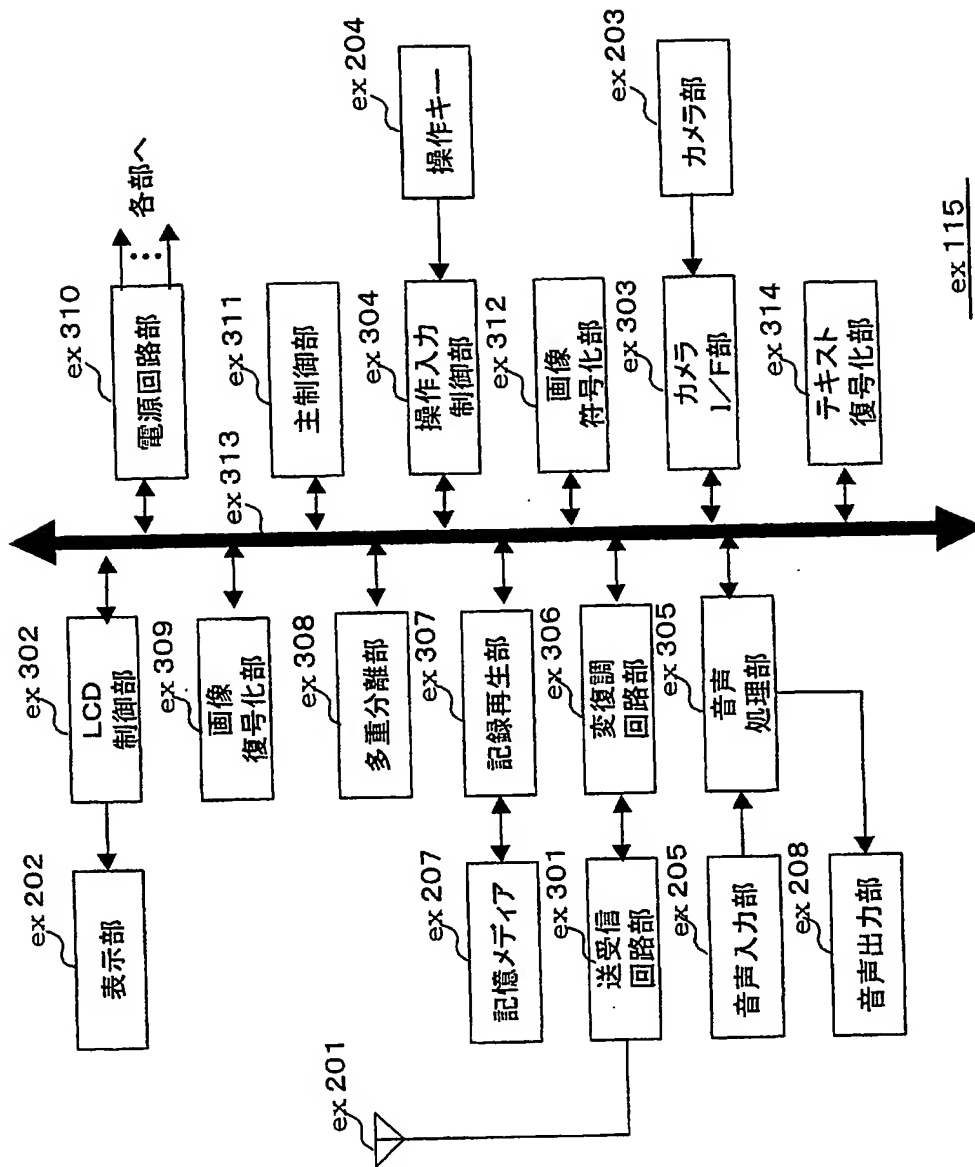 ex 201
ex 202
表示部
ex 302
LCD
制御部
ex 309
画像
復号化部
ex 308
多重分離部
ex 207
記憶メディア
ex 307
記録再生部
ex 301
送受信
回路部
ex 306
変復調
回路部
ex 205
音声入力部
ex 305
音声
処理部
ex 208
音声出力部
ex 313
ex 310
電源回路部
各部へ
ex 311
主制御部
ex 304
操作入力
制御部
ex 204
操作キー
ex 312
画像
符号化部
ex 303
カメラ
I/F部
ex 203
カメラ部
ex 314
テキスト
復号化部
ex 115